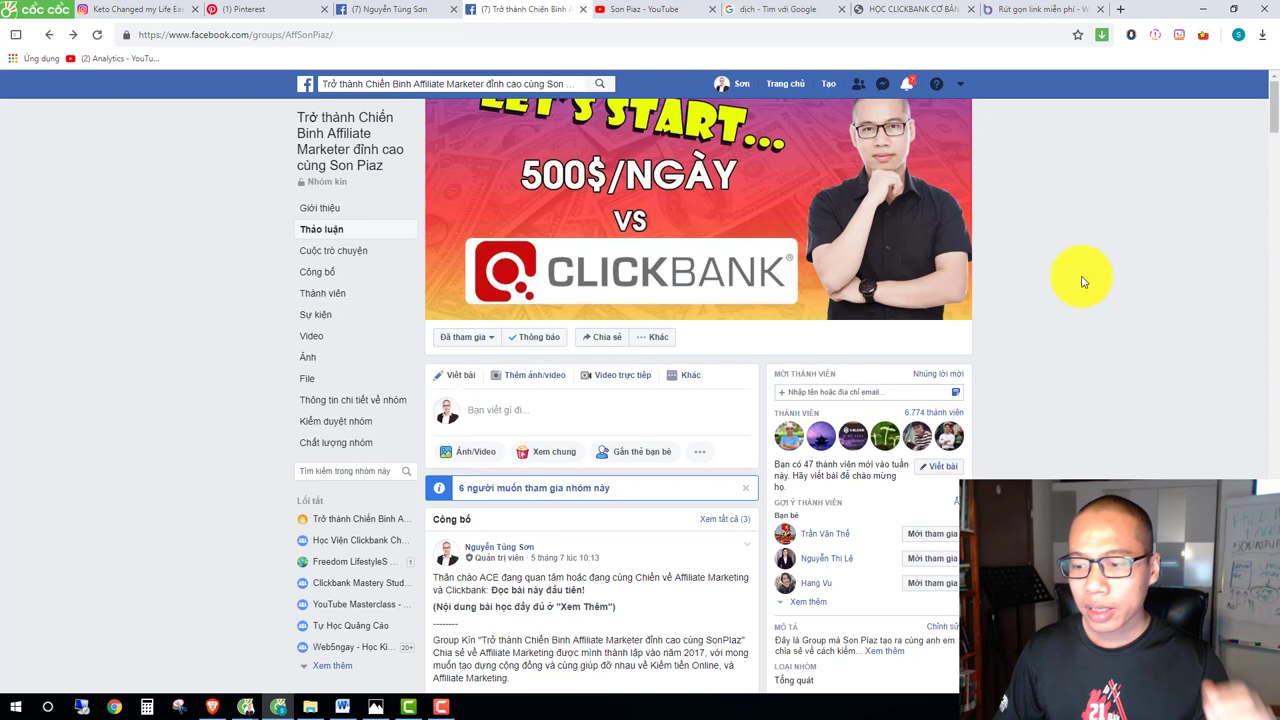 cốc cốc
Keto Changed my Life Eas
(1) Pinterest
(7) Nguyễn Tùng Sơn
(7) Trở thành Chiến Binh A
Son Piaz - YouTube
dịch - Tìm với Google
HỌC CLICKBANK CƠ BẢN
Rút gọn link miễn phí - W
https://www.facebook.com/groups/AffSonPiaz/
S
Ứng dụng
(2) Analytics - YouTu...
Trở thành Chiến Binh Affiliate Marketer đỉnh cao cùng Son ...
Sơn
Trang chủ
Tạo
7
Trở thành Chiến
Binh Affiliate
Marketer đỉnh cao
cùng Son Piaz
Nhóm kín
Giới thiệu
Thảo luận
Cuộc trò chuyện
Công bố
Thành viên
Sự kiện
Video
Ảnh
File
Thông tin chi tiết về nhóm
Kiểm duyệt nhóm
Chất lượng nhóm
Tìm kiếm trong nhóm này
Lối tắt
Trở thành Chiến Binh A...
Học Viện Clickbank Ch...
Freedom LifestyleS ...
1
Clickbank Mastery Stud...
YouTube Masterclass - ...
Tự Học Quảng Cáo
Web5ngay - Học Ki...
20+
Xem thêm
LET'S START...
500$/NGÀY
VS
CLICKBANK®
Đã tham gia
Thông báo
Chia sẻ
Khác
Viết bài
Thêm ảnh/video
Video trực tiếp
Khác
Bạn viết gì đi...
Ảnh/Video
Xem chung
Gắn thẻ bạn bè
6 người muốn tham gia nhóm này
Công bố
Xem tất cả (3)
Nguyễn Tùng Sơn
Quản trị viên · 5 tháng 7 lúc 10:13
Thân chào ACE đang quan tâm hoặc đang cùng Chiến về Affiliate Marketing
và Clickbank: Đọc bài này đầu tiên!
(Nội dung bài học đầy đủ ở "Xem Thêm")
--------
Group Kín "Trở thành Chiến Binh Affiliate Marketer đỉnh cao cùng SonPiaz"
Chia sẻ về Affiliate Marketing được mình thành lập vào năm 2017, với mong
muốn tạo dựng cộng đồng và cùng giúp đỡ nhau về Kiếm tiền Online, và
Affiliate Marketing.
MỜI THÀNH VIÊN
Nhúng lời mời
Nhập tên hoặc địa chỉ email...
THÀNH VIÊN
6.774 thành viên
Bạn có 47 thành viên mới vào tuần
này. Hãy viết bài để chào mừng
họ.
Viết bài
GỢI Ý THÀNH VIÊN
Bạn bè
Trần Văn Thế
Mời tham gia
Nguyễn Thị Lệ
Mời tham gia
Hang Vu
Mời tham gia
Xem thêm
MÔ TẢ
Chỉnh sử
Đây là Group mà Son Piaz tạo ra cùng anh em
chia sẻ về cách kiếm... Xem thêm
LOẠI NHÓM
Tổng quát